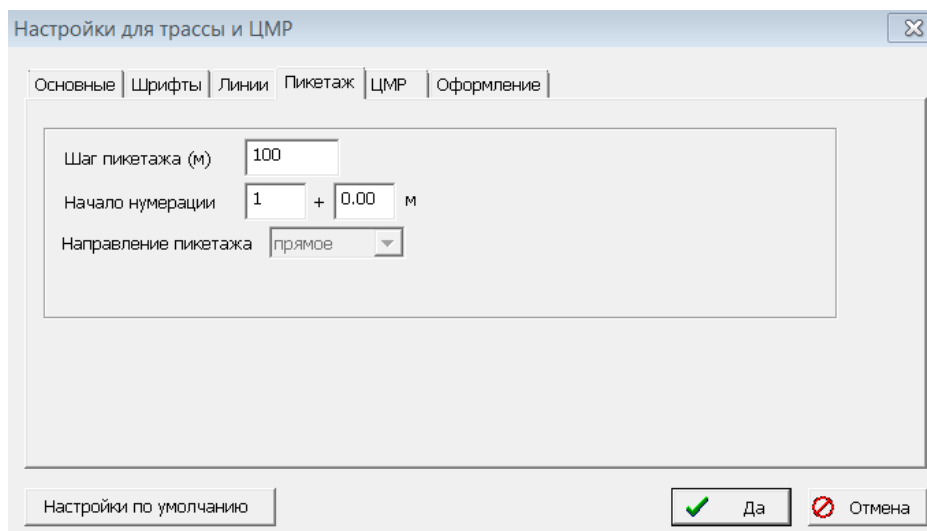 Настройки для трассы и ЦМР
Основные Шрифты Линии Пикетаж ЦМР Оформление
Шаг пикетажа (м) 100
Начало нумерации 1 + 0.00 м
Направление пикетажа прямое
Настройки по умолчанию Да Отмена